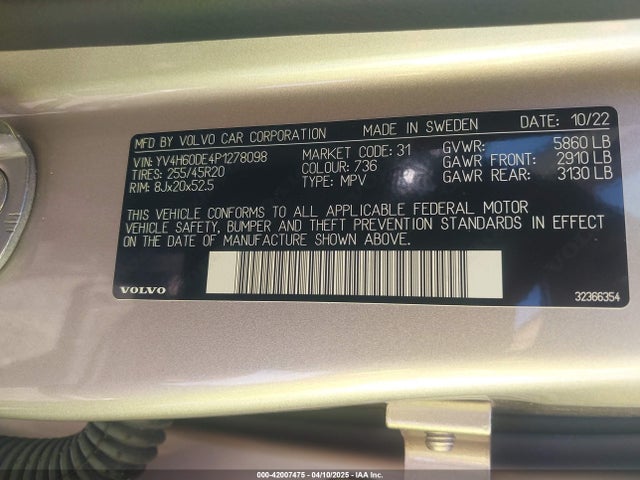 MFD BY VOLVO CAR CORPORATION MADE IN SWEDEN DATE: 10/22
VIN: YV4H60DE4P1278098 MARKET CODE: 31 GVWR: 5860 LB
TIRES: 255/45R20 COLOUR: 736 GAWR FRONT: 2910 LB
RIM: 8Jx20x52.5 TYPE: MPV GAWR REAR: 3130 LB
THIS VEHICLE CONFORMS TO ALL APPLICABLE FEDERAL MOTOR
VEHICLE SAFETY, BUMPER AND THEFT PREVENTION STANDARDS IN EFFECT
ON THE DATE OF MANUFACTURE SHOWN ABOVE.
VOLVO 32366354
000-42007475 - 04/10/2025 - IAA Inc.